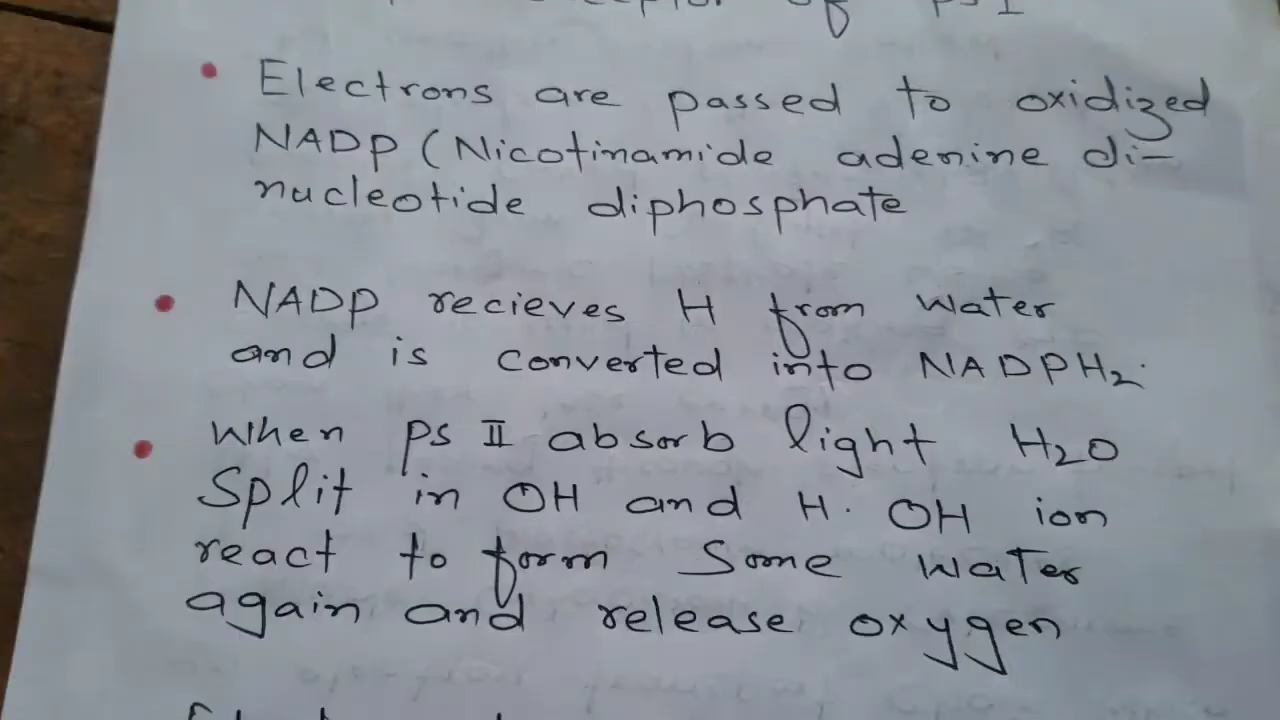 of PS I
• Electrons are passed to oxidized
NADP (Nicotinamide adenine di-
nucleotide diphosphate
• NADP recieves H from water
and is converted into NADPH2.
• When PS II absorb light H2O
Split in OH and H. OH ion
react to form Some water
again and release oxygen